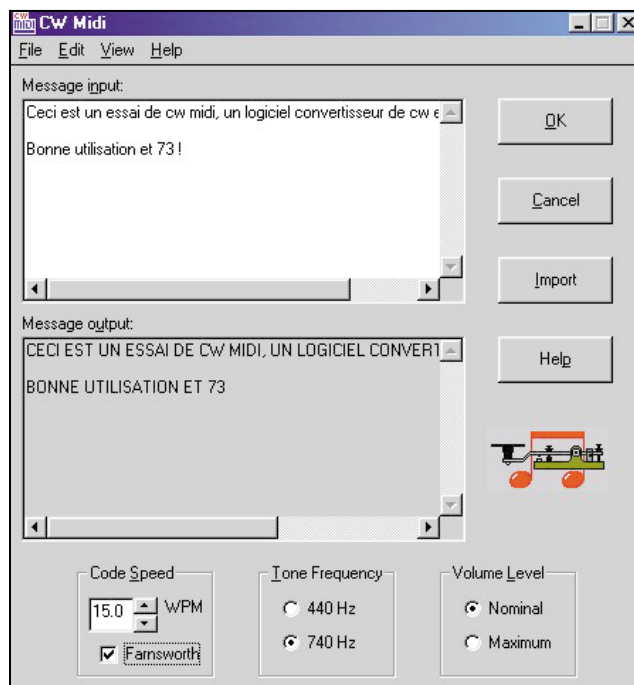 CW Midi
File Edit View Help
Message input:
Ceci est un essai de cw midi, un logiciel convertisseur de cw e
Bonne utilisation et 73 !
OK
Cancel
Import
Message output:
CECI EST UN ESSAI DE CW MIDI, UN LOGICIEL CONVERT
BONNE UTILISATION ET 73
Help
Code Speed
15.0 WPM
Farnsworth
Tone Frequency
440 Hz
740 Hz
Volume Level
Nominal
Maximum